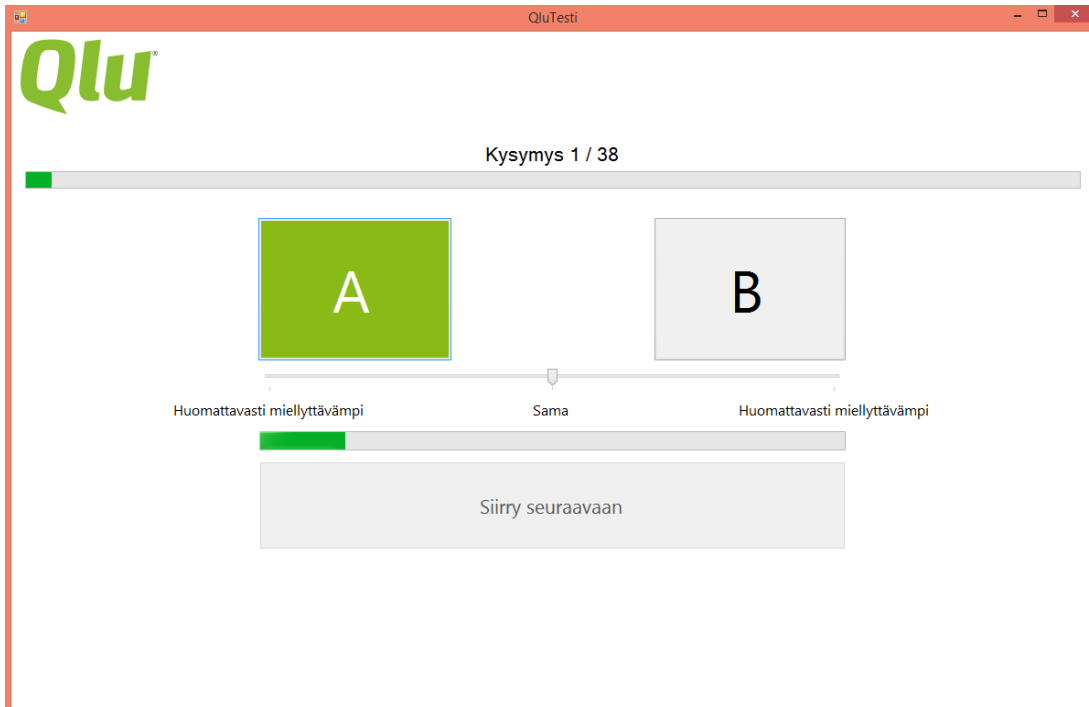 QluTesti
Qlu®
Kysymys 1 / 38
A
B
Huomattavasti miellyttävämpi
Sama
Huomattavasti miellyttävämpi
Siirry seuraavaan